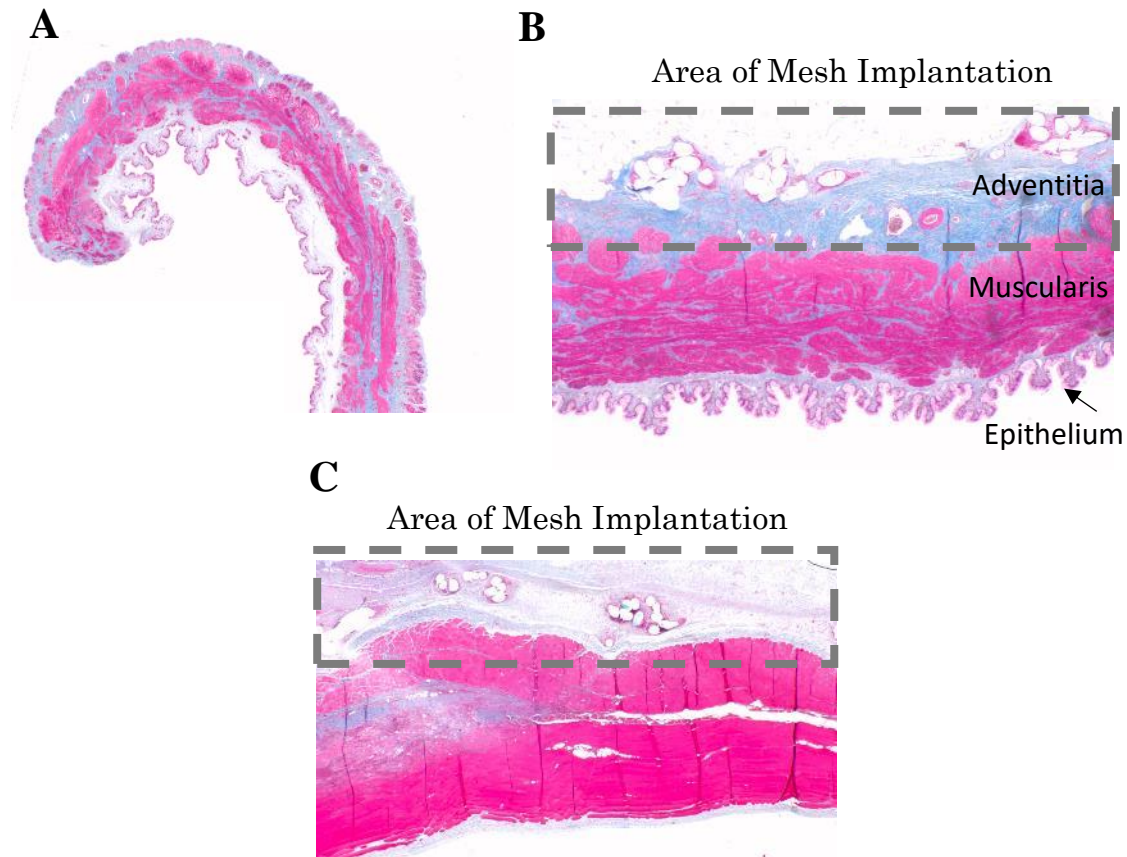 A
B
Area of Mesh Implantation
Adventitia
Muscularis
Epithelium
C
Area of Mesh Implantation